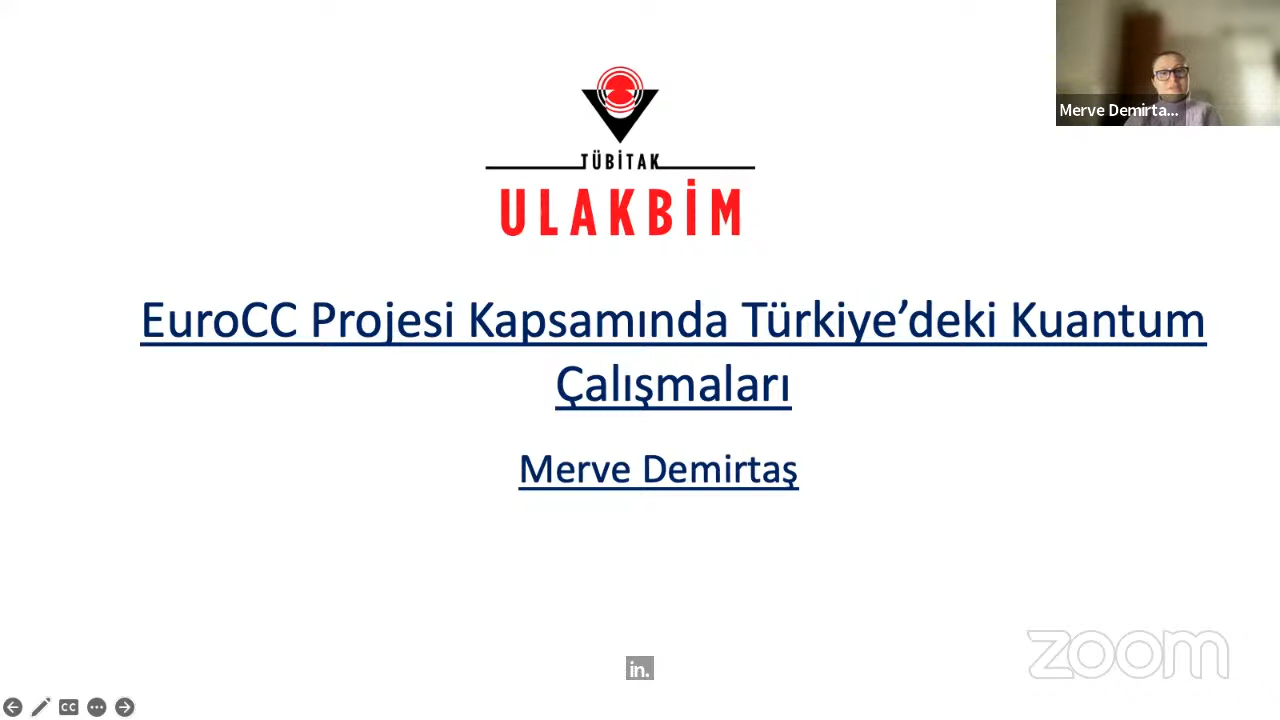 Merve Demirta...
TÜBİTAK
ULAKBİM
EuroCC Projesi Kapsamında Türkiye’deki Kuantum
Çalışmaları
Merve Demirtaş
zoom
in.
CC